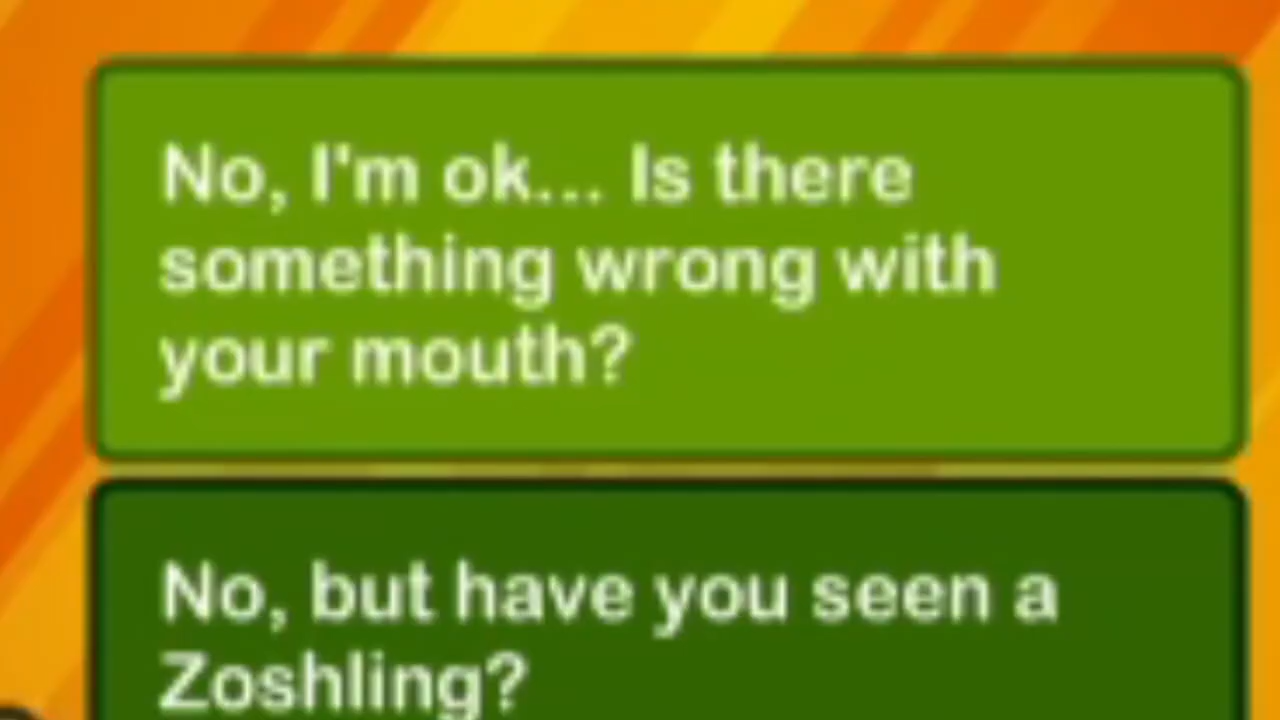 No, I'm ok... Is there
something wrong with
your mouth?
No, but have you seen a
Zoshling?